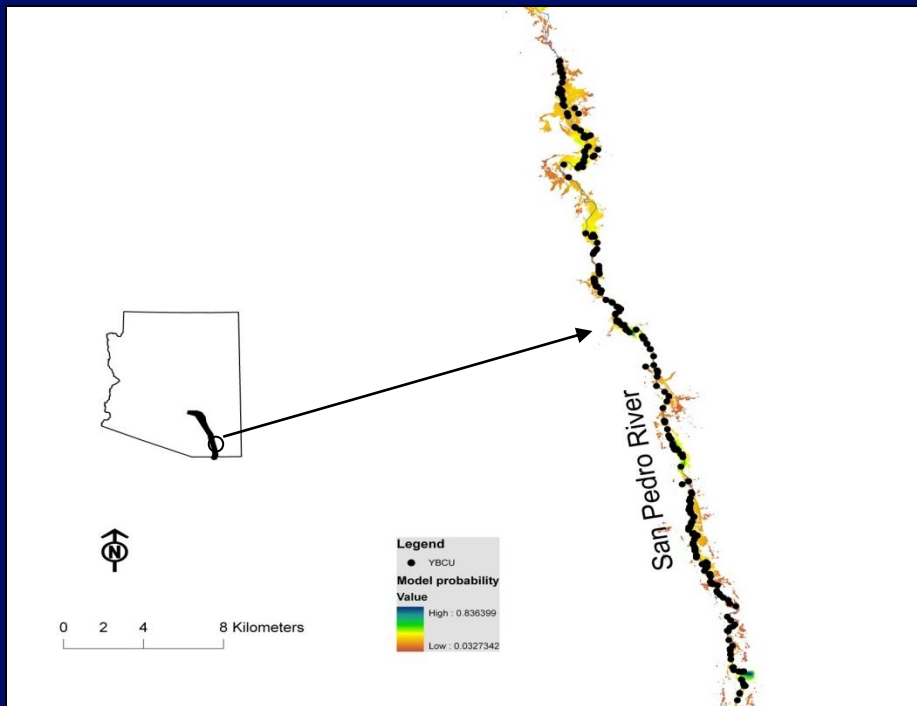 San Pedro River
N
Legend
YBCU
Model probability
Value
High : 0.836399
Low : 0.0327342
0 2 4 8 Kilometers